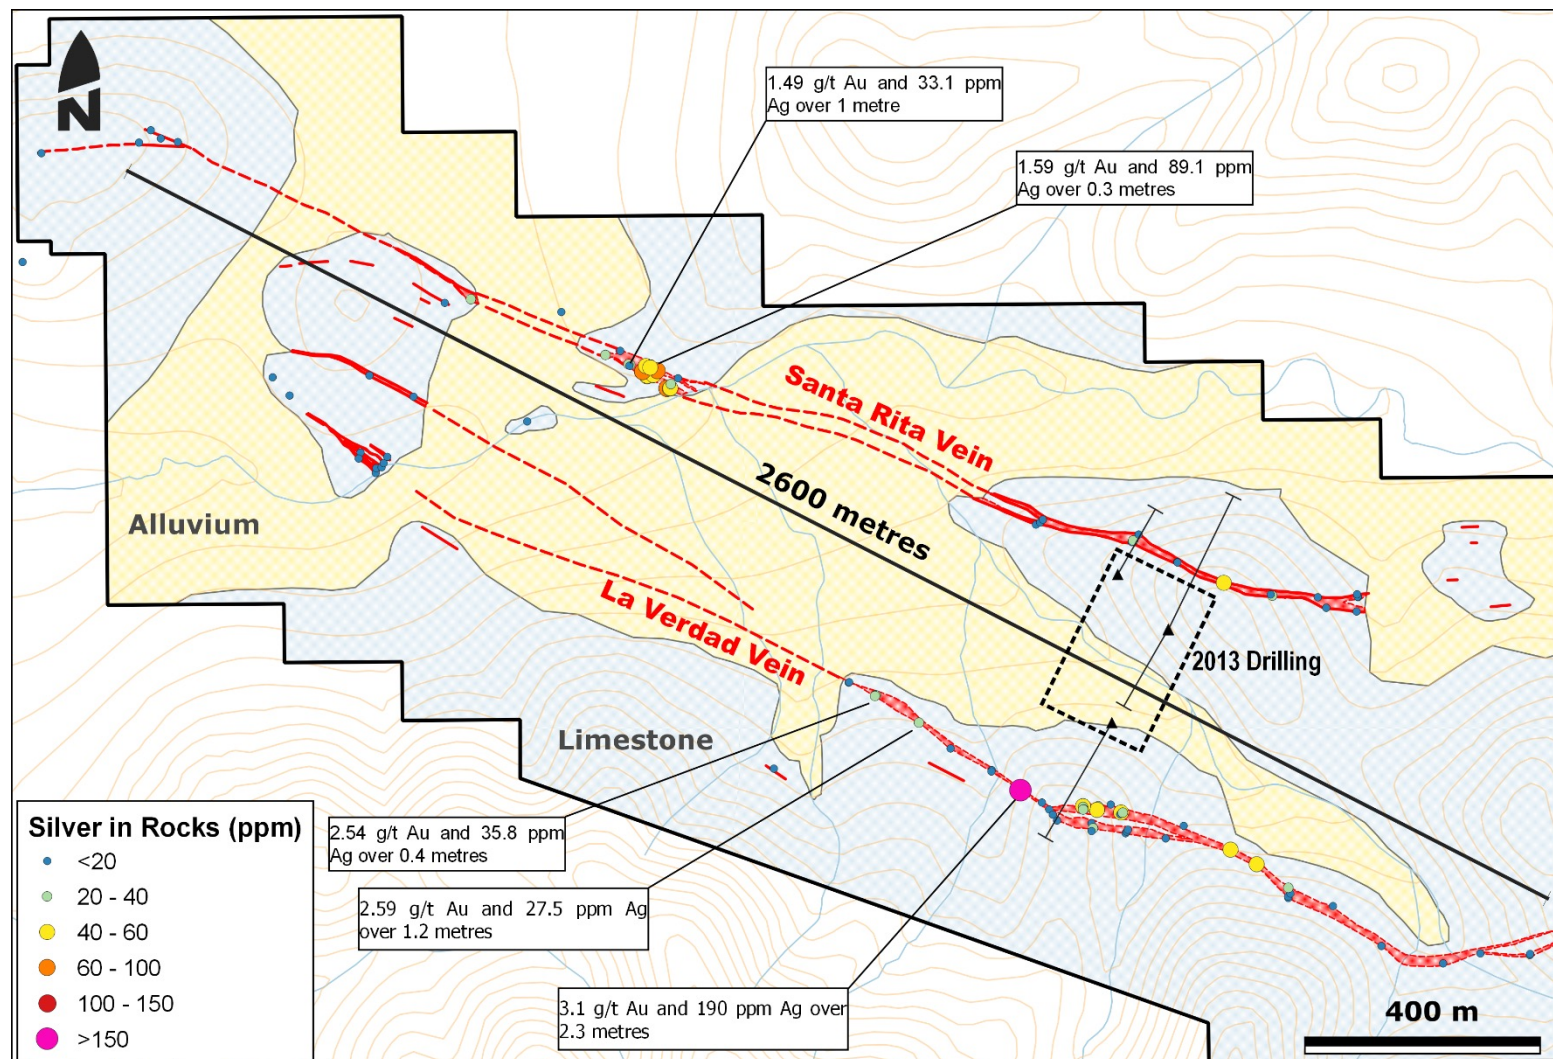 N
1.49 g/t Au and 33.1 ppm
Ag over 1 metre
1.59 g/t Au and 89.1 ppm
Ag over 0.3 metres
Santa Rita Vein
2600 metres
Alluvium
La Verdad Vein
2013 Drilling
Limestone
Silver in Rocks (ppm)
<20
20 - 40
40 - 60
60 - 100
100 - 150
>150
2.54 g/t Au and 35.8 ppm
Ag over 0.4 metres
2.59 g/t Au and 27.5 ppm Ag
over 1.2 metres
3.1 g/t Au and 190 ppm Ag over
2.3 metres
400 m